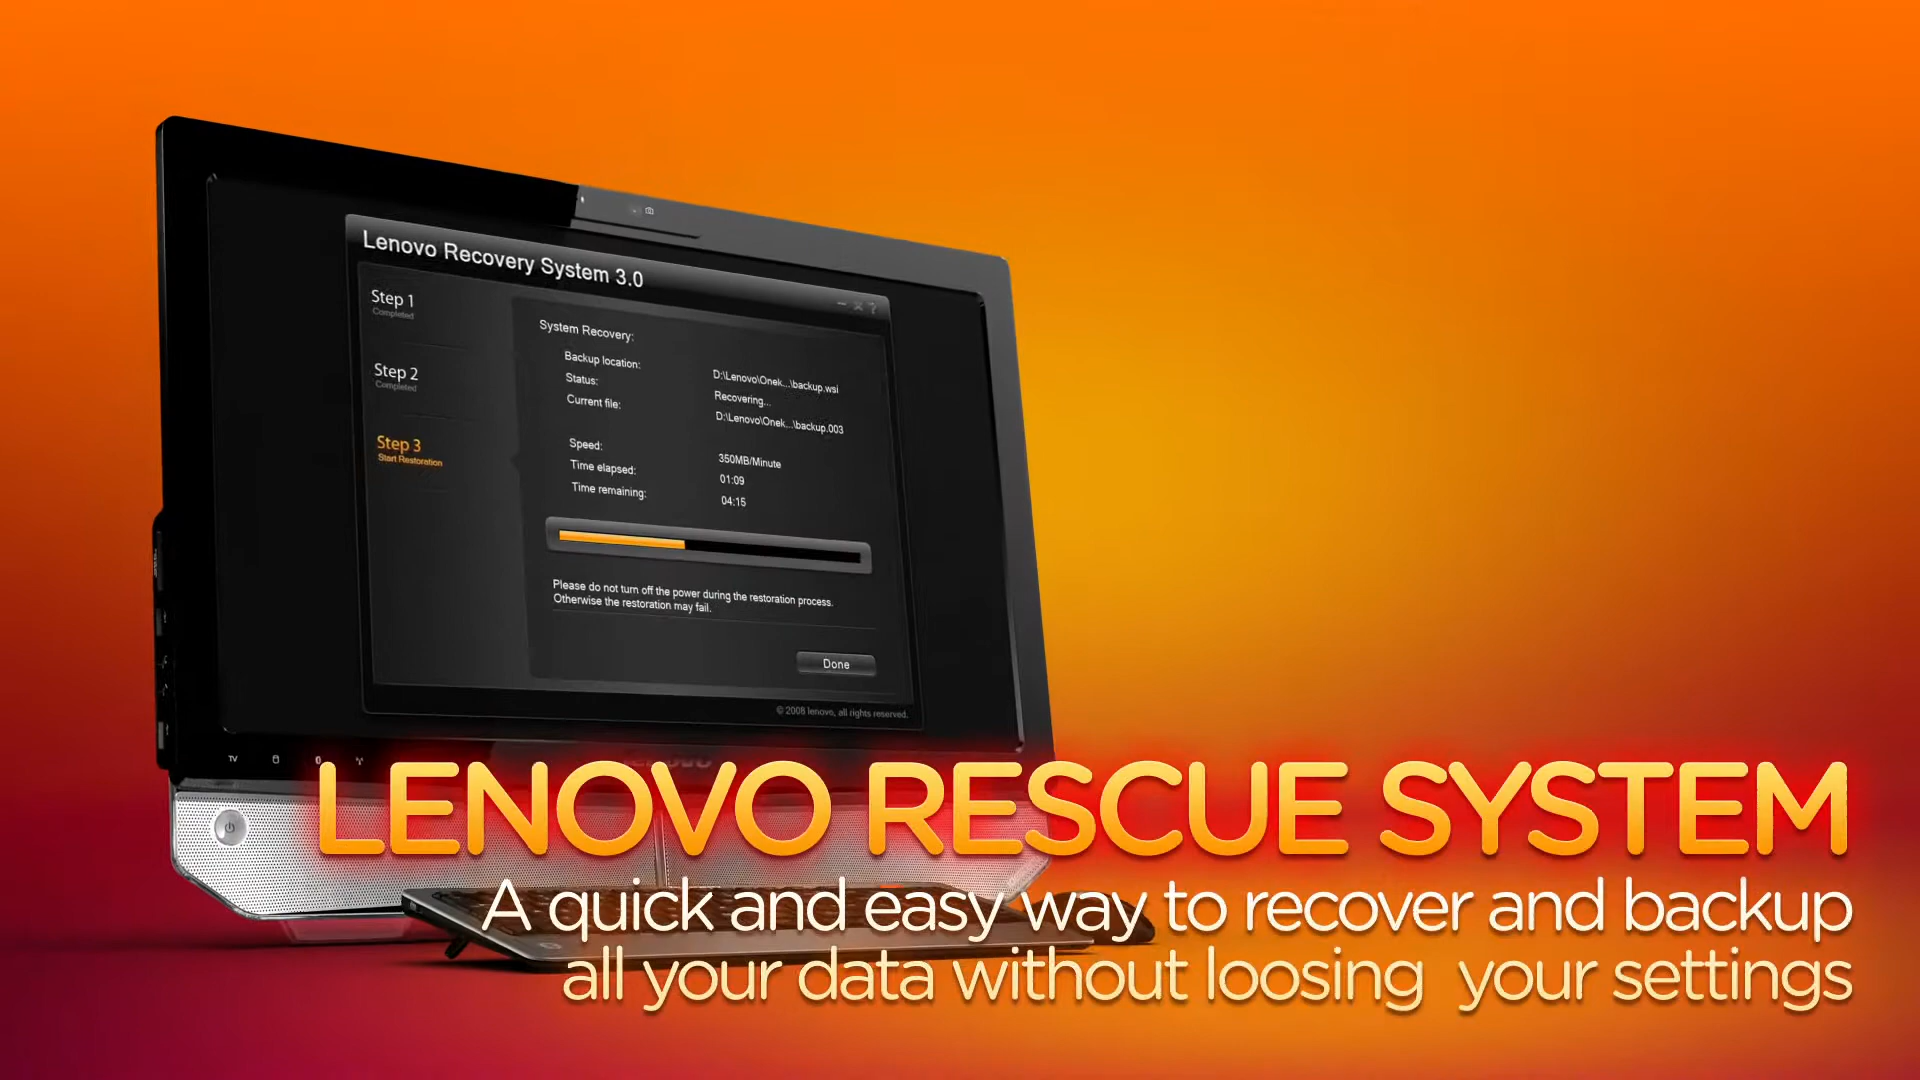 Lenovo Recovery System 3.0
Step 1
Completed
Step 2
Completed
Step 3
Start Restoration
System Recovery:
Backup location: D:\Lenovo\Onek...\backup.wsi
Status: Recovering...
Current file: D:\Lenovo\Onek...\backup.003
Speed: 350MB/Minute
Time elapsed: 01:09
Time remaining: 04:15
Please do not turn off the power during the restoration process.
Otherwise the restoration may fail.
Done
© 2008 lenovo, all rights reserved.
TV
LENOVO RESCUE SYSTEM
A quick and easy way to recover and backup
all your data without loosing your settings